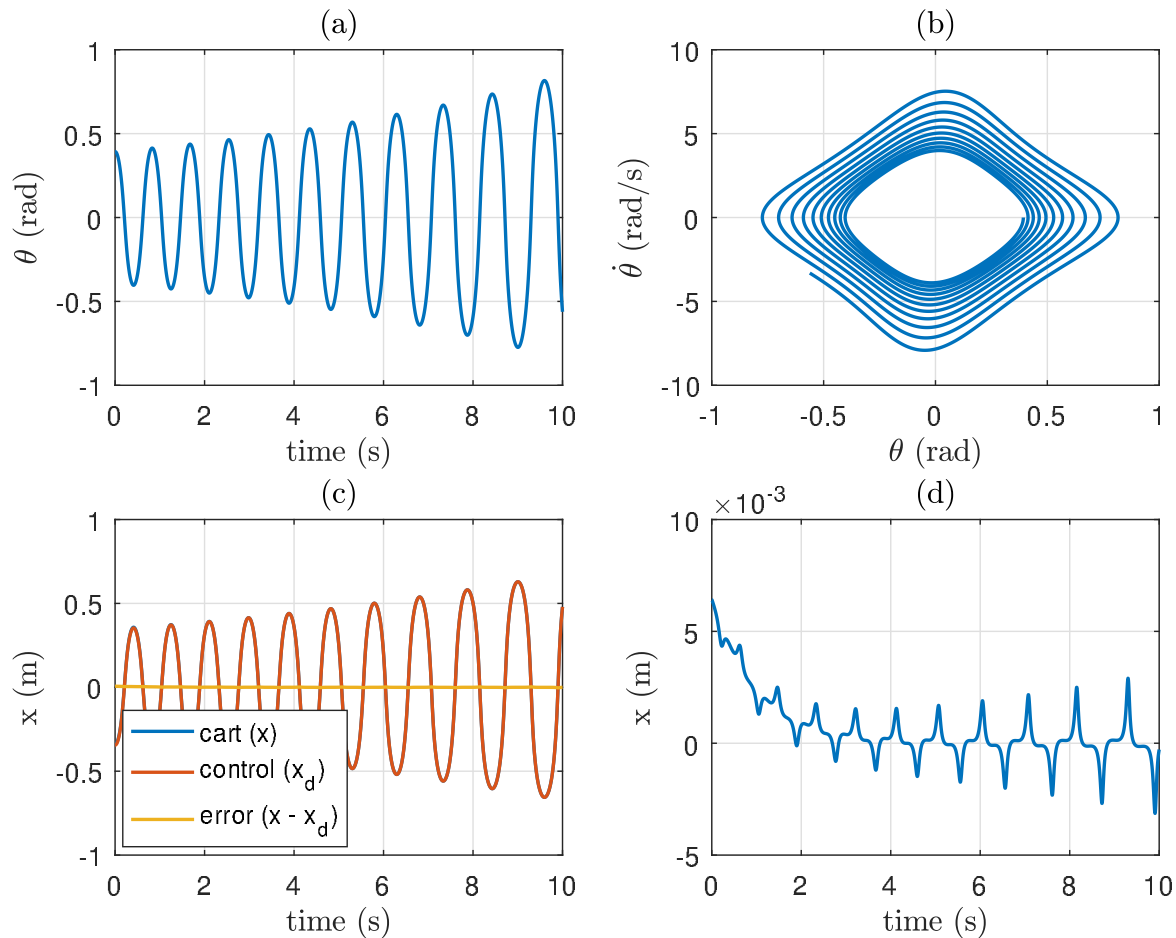 (a)
1
0.5
0
-0.5
-1
θ (rad)
0 2 4 6 8 10
time (s)
(b)
10
5
0
-5
-10
θ̇ (rad/s)
-1 -0.5 0 0.5 1
θ (rad)
(c)
1
0.5
0
-0.5
-1
x (m)
cart (x)
control (x_d)
error (x - x_d)
0 2 4 6 8 10
time (s)
(d)
×10⁻³
10
5
0
-5
x (m)
0 2 4 6 8 10
time (s)